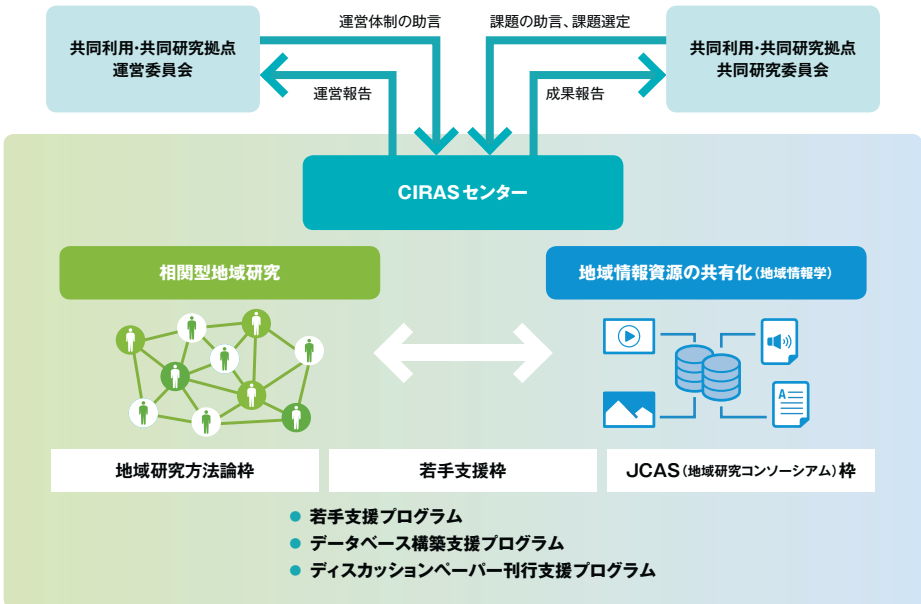 運営体制の助言
課題の助言、課題選定
共同利用・共同研究拠点
運営委員会
共同利用・共同研究拠点
共同研究委員会
運営報告
成果報告
CIRASセンター
相関型地域研究
地域情報資源の共有化(地域情報学)
A
地域研究方法論枠
若手支援枠
JCAS(地域研究コンソーシアム)枠
● 若手支援プログラム
● データベース構築支援プログラム
● ディスカッションペーパー刊行支援プログラム